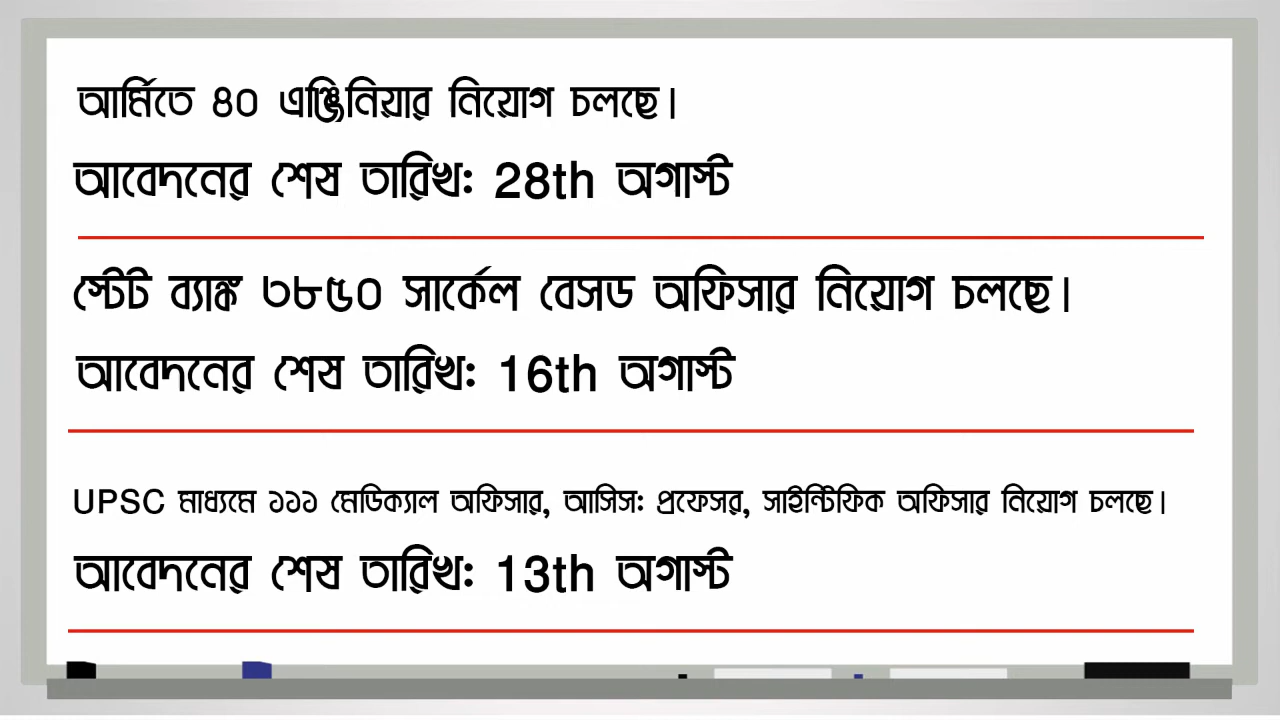 আর্মিতে ৪০ এঞ্জিনিয়ার নিয়োগ চলছে।
আবেদনের শেষ তারিখঃ 28th অগাস্ট
স্টেট ব্যাঙ্ক ৩৮৫০ সার্কেল বেসড অফিসার নিয়োগ চলছে।
আবেদনের শেষ তারিখঃ 16th অগাস্ট
UPSC মাধ্যমে ১১১ মেডিক্যাল অফিসার, আসিসঃ প্রফেসর, সাইন্টিফিক অফিসার নিয়োগ চলছে।
আবেদনের শেষ তারিখঃ 13th অগাস্ট